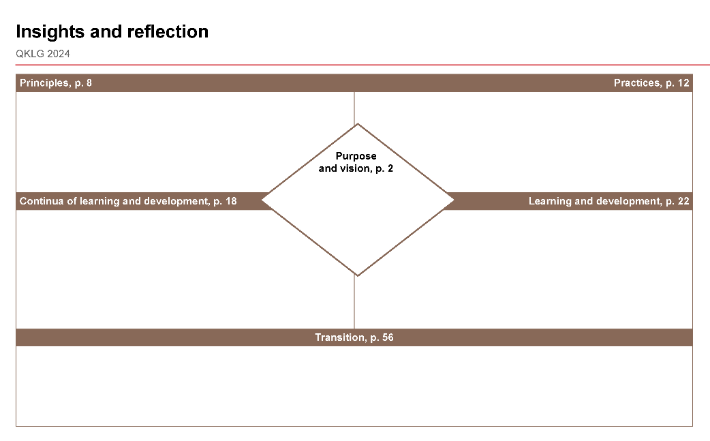 Insights and reflection
QKLG 2024
Principles, p. 8
Practices, p. 12
Purpose
and vision, p. 2
Continua of learning and development, p. 18
Learning and development, p. 22
Transition, p. 56